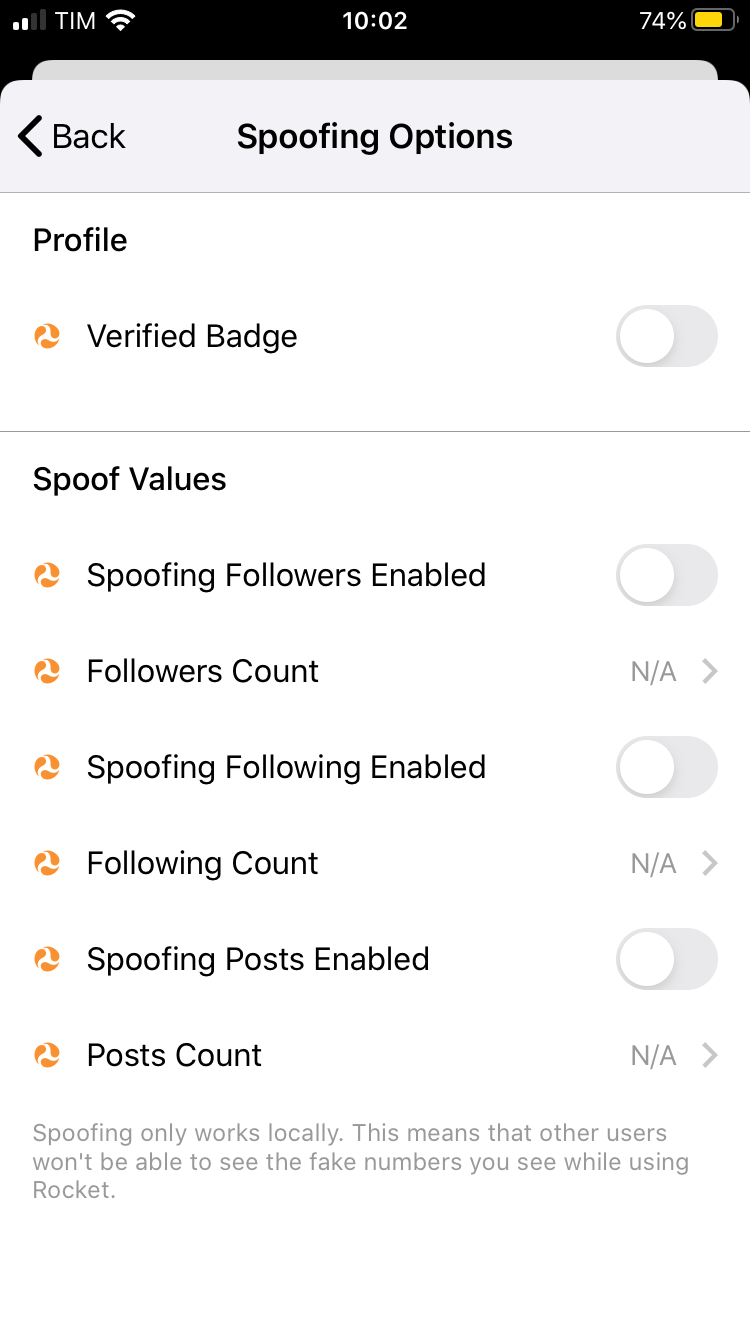 TIM 10:02 74%
Back Spoofing Options
Profile
Verified Badge
Spoof Values
Spoofing Followers Enabled
Followers Count N/A
Spoofing Following Enabled
Following Count N/A
Spoofing Posts Enabled
Posts Count N/A
Spoofing only works locally. This means that other users
won't be able to see the fake numbers you see while using
Rocket.